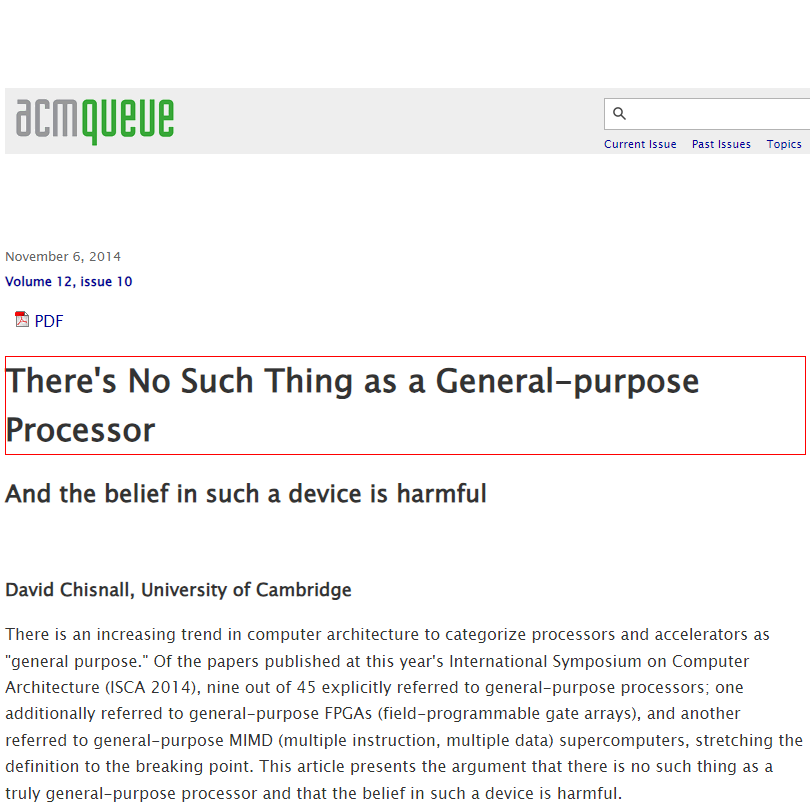 acmqueue
Current Issue Past Issues Topics
November 6, 2014
Volume 12, issue 10
PDF
There's No Such Thing as a General-purpose
Processor
And the belief in such a device is harmful
David Chisnall, University of Cambridge
There is an increasing trend in computer architecture to categorize processors and accelerators as
"general purpose." Of the papers published at this year's International Symposium on Computer
Architecture (ISCA 2014), nine out of 45 explicitly referred to general-purpose processors; one
additionally referred to general-purpose FPGAs (field-programmable gate arrays), and another
referred to general-purpose MIMD (multiple instruction, multiple data) supercomputers, stretching the
definition to the breaking point. This article presents the argument that there is no such thing as a
truly general-purpose processor and that the belief in such a device is harmful.